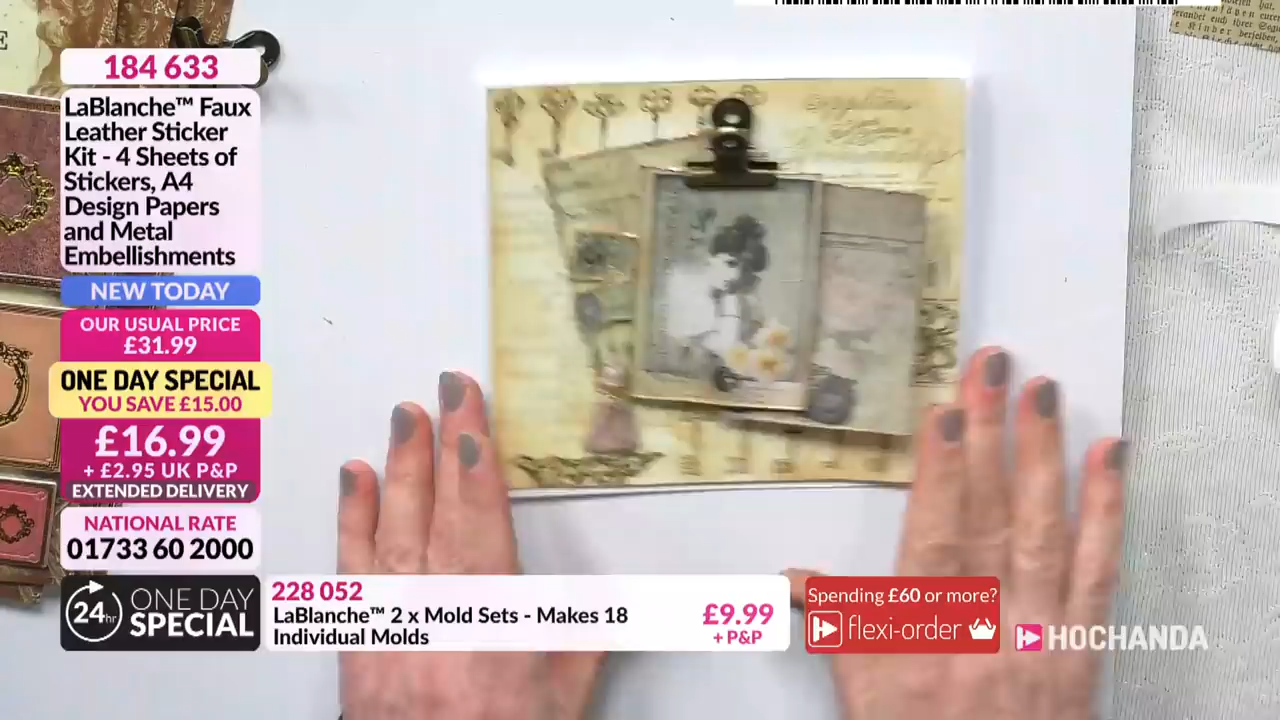 184 633
LaBlanche™ Faux
Leather Sticker
Kit - 4 Sheets of
Stickers, A4
Design Papers
and Metal
Embellishments
NEW TODAY
OUR USUAL PRICE
£31.99
ONE DAY SPECIAL
YOU SAVE £15.00
£16.99
+ £2.95 UK P&P
EXTENDED DELIVERY
NATIONAL RATE
01733 60 2000
24hr ONE DAY
SPECIAL
228 052
LaBlanche™ 2 x Mold Sets - Makes 18
Individual Molds
£9.99
+ P&P
Spending £60 or more?
flexi-order
HOCHANDA